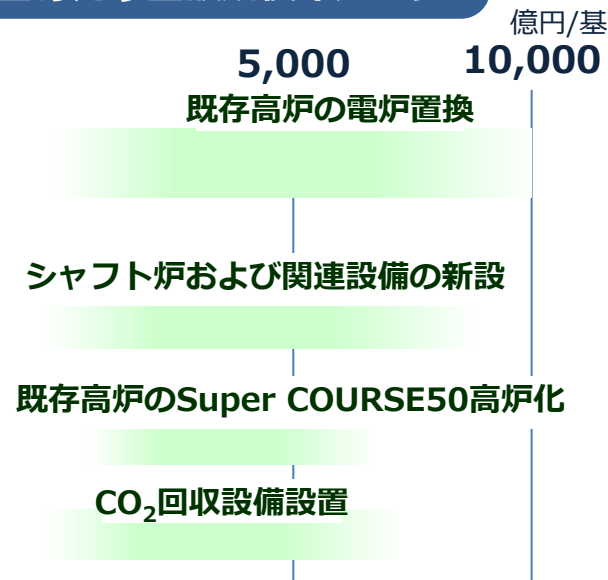 億円/基
5,000 10,000
既存高炉の電炉置換
シャフト炉および関連設備の新設
既存高炉のSuper COURSE50高炉化
CO₂回収設備設置